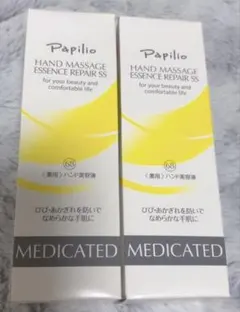 Papilio
HAND MASSAGE
ESSENCE REPAIR SS
for your beauty and
comfortable life
68
〈薬用〉ハンド美容液
ひび・あかぎれを防いで
なめらかな手肌に
MEDICATED
Papilio
HAND MASSAGE
ESSENCE REPAIR SS
for your beauty and
comfortable life
68
〈薬用〉ハンド美容液
ひび・あかぎれを防いで
なめらかな手肌に
MEDICATED